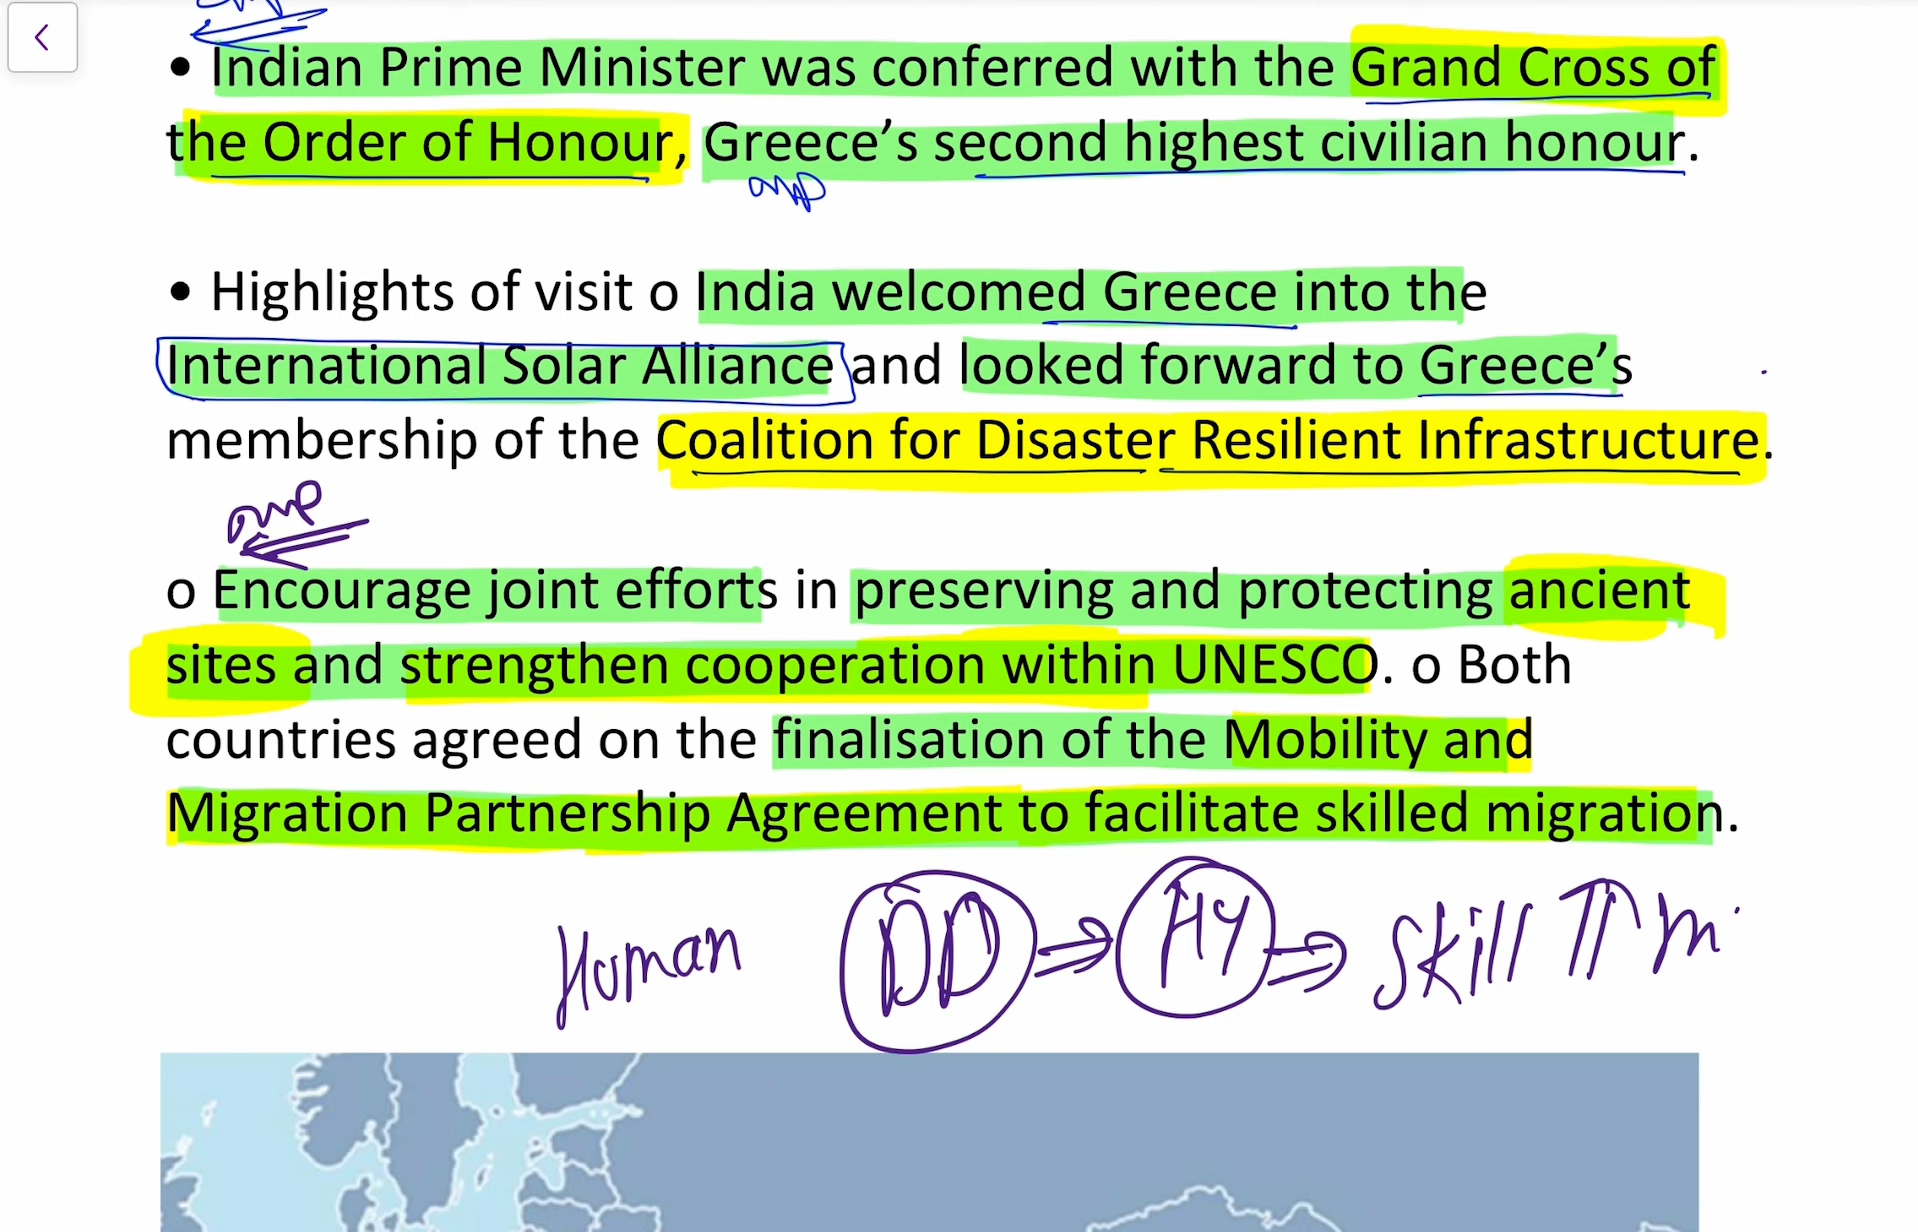 • Indian Prime Minister was conferred with the Grand Cross of
the Order of Honour, Greece’s second highest civilian honour.
• Highlights of visit o India welcomed Greece into the
International Solar Alliance and looked forward to Greece’s
membership of the Coalition for Disaster Resilient Infrastructure.
o Encourage joint efforts in preserving and protecting ancient
sites and strengthen cooperation within UNESCO. o Both
countries agreed on the finalisation of the Mobility and
Migration Partnership Agreement to facilitate skilled migration.
Human DD ⇒ ⇒ Skill